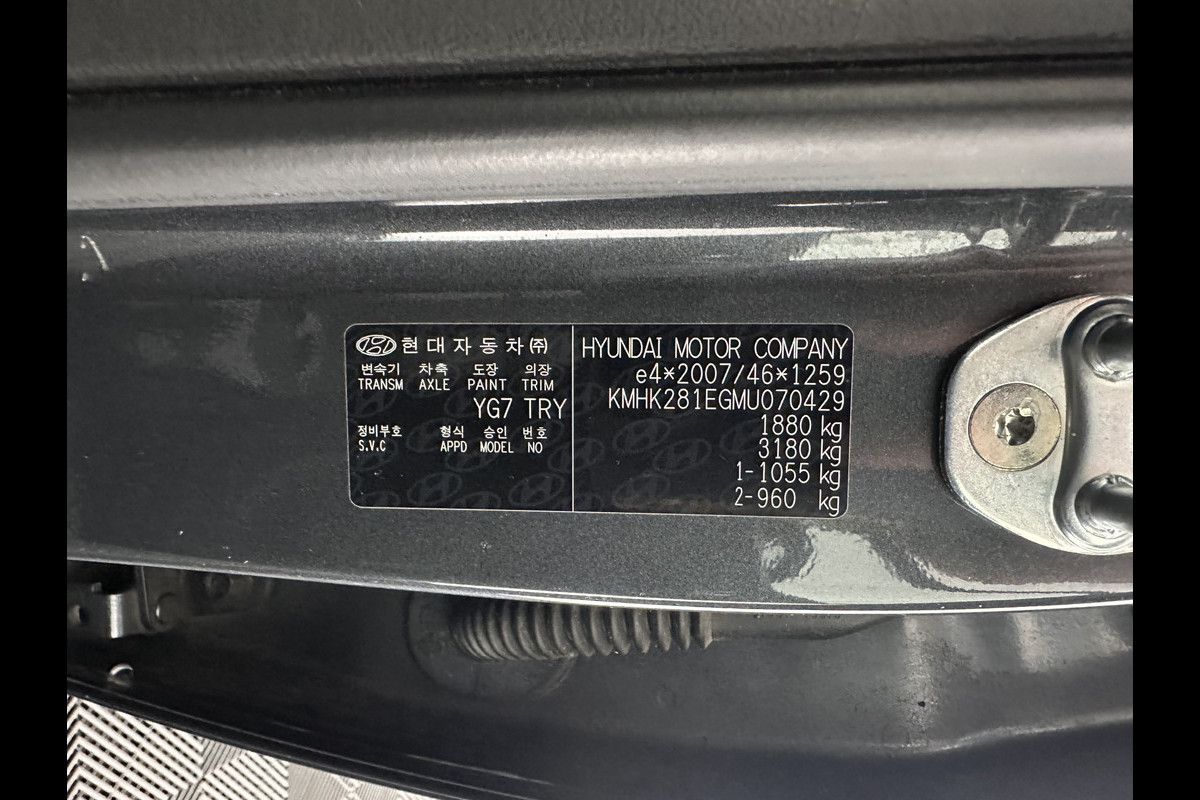 현대자동차㈜
변속기 차축 도장 의장
TRANSM AXLE PAINT TRIM
YG7 TRY
정비부호 형식 승인 번호
S.V.C APPD MODEL NO
HYUNDAI MOTOR COMPANY
e4*2007/46*1259
KMHK281EGMU070429
1880 kg
3180 kg
1-1055 kg
2-960 kg